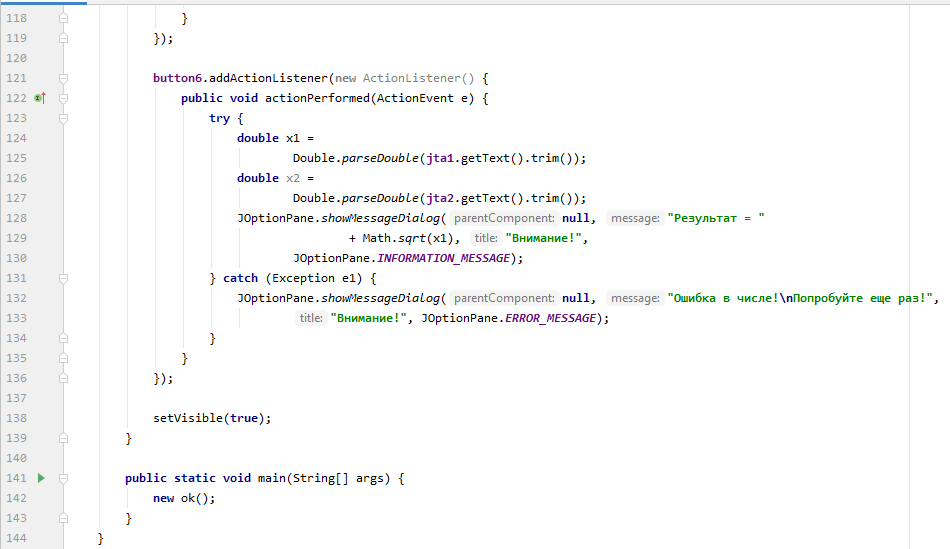 118 }
119 });
120
121 button6.addActionListener(new ActionListener() {
122 public void actionPerformed(ActionEvent e) {
123 try {
124 double x1 =
125 Double.parseDouble(jta1.getText().trim());
126 double x2 =
127 Double.parseDouble(jta2.getText().trim());
128 JOptionPane.showMessageDialog( parentComponent: null, message: "Результат = "
129 + Math.sqrt(x1), title: "Внимание!",
130 JOptionPane.INFORMATION_MESSAGE);
131 } catch (Exception e1) {
132 JOptionPane.showMessageDialog( parentComponent: null, message: "Ошибка в числе!\nПопробуйте еще раз!",
133 title: "Внимание!", JOptionPane.ERROR_MESSAGE);
134 }
135 }
136 });
137
138 setVisible(true);
139 }
140
141 public static void main(String[] args) {
142 new ok();
143 }
144 }